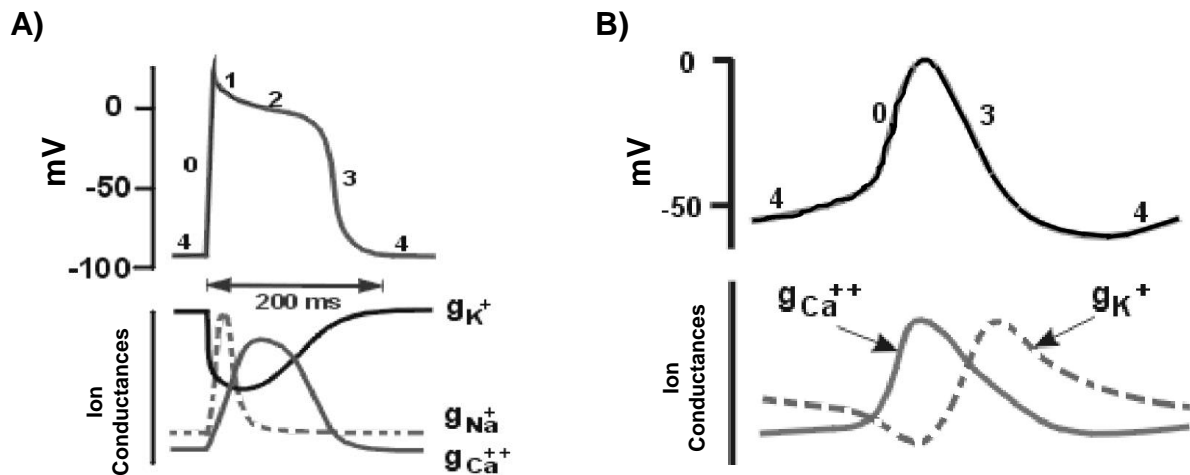 A)
mV
0
-50
-100
0
1
2
3
4
4
200 ms
Ion
Conductances
gK+
gNa+
gCa++
B)
mV
0
-50
4
0
3
4
Ion
Conductances
gCa++
gK+